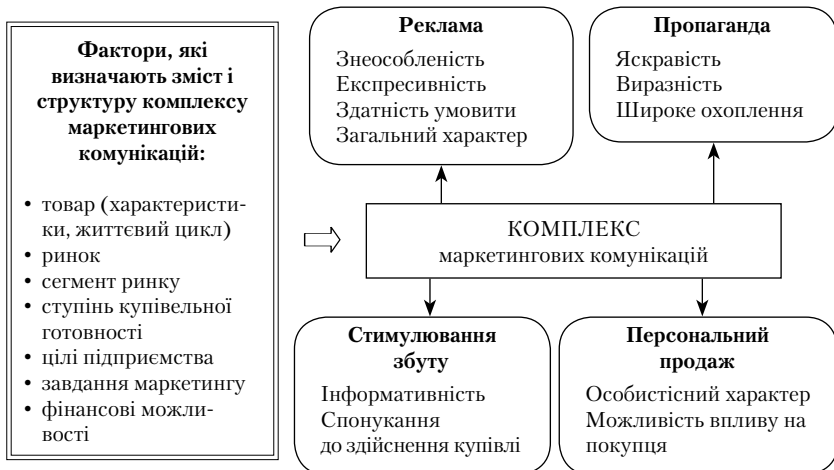 Фактори, які
визначають зміст і
структуру комплексу
маркетингових
комунікацій:
• товар (характеристи-
ки, життєвий цикл)
• ринок
• сегмент ринку
• ступінь купівельної
готовності
• цілі підприємства
• завдання маркетингу
• фінансові можли-
вості
Реклама
Знеособленість
Експресивність
Здатність умовити
Загальний характер
Пропаганда
Яскравість
Виразність
Широке охоплення
КОМПЛЕКС
маркетингових комунікацій
Стимулювання
збуту
Інформативність
Спонукання
до здійснення купівлі
Персональний
продаж
Особистісний характер
Можливість впливу на
покупця